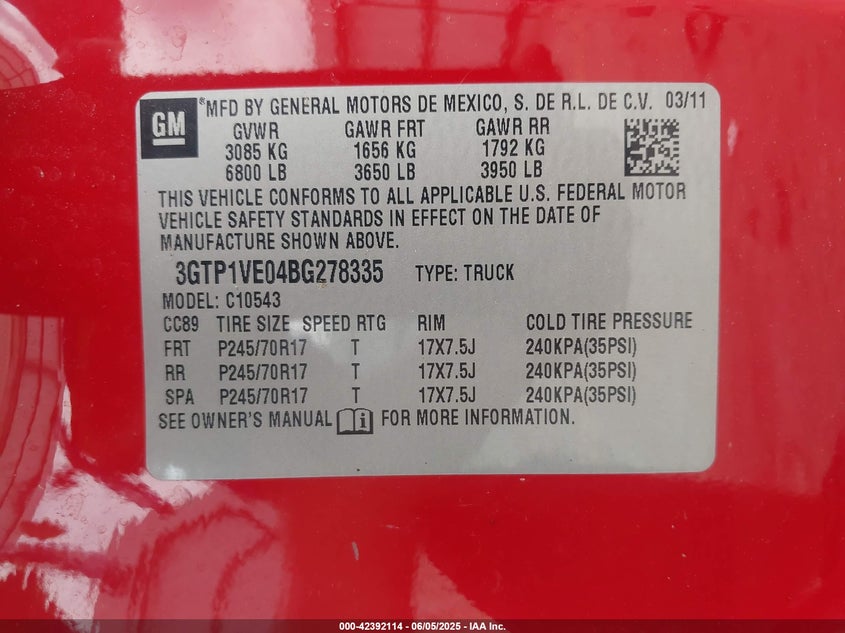 GM
®MFD BY GENERAL MOTORS DE MEXICO, S. DE R.L. DE C.V. 03/11
GVWR GAWR FRT GAWR RR
3085 KG 1656 KG 1792 KG
6800 LB 3650 LB 3950 LB
THIS VEHICLE CONFORMS TO ALL APPLICABLE U.S. FEDERAL MOTOR
VEHICLE SAFETY STANDARDS IN EFFECT ON THE DATE OF
MANUFACTURE SHOWN ABOVE.
3GTP1VE04BG278335 TYPE: TRUCK
MODEL: C10543
CC89 TIRE SIZE SPEED RTG RIM COLD TIRE PRESSURE
FRT P245/70R17 T 17X7.5J 240KPA(35PSI)
RR P245/70R17 T 17X7.5J 240KPA(35PSI)
SPA P245/70R17 T 17X7.5J 240KPA(35PSI)
SEE OWNER'S MANUAL i FOR MORE INFORMATION.
000-42392114 - 06/05/2025 - IAA Inc.